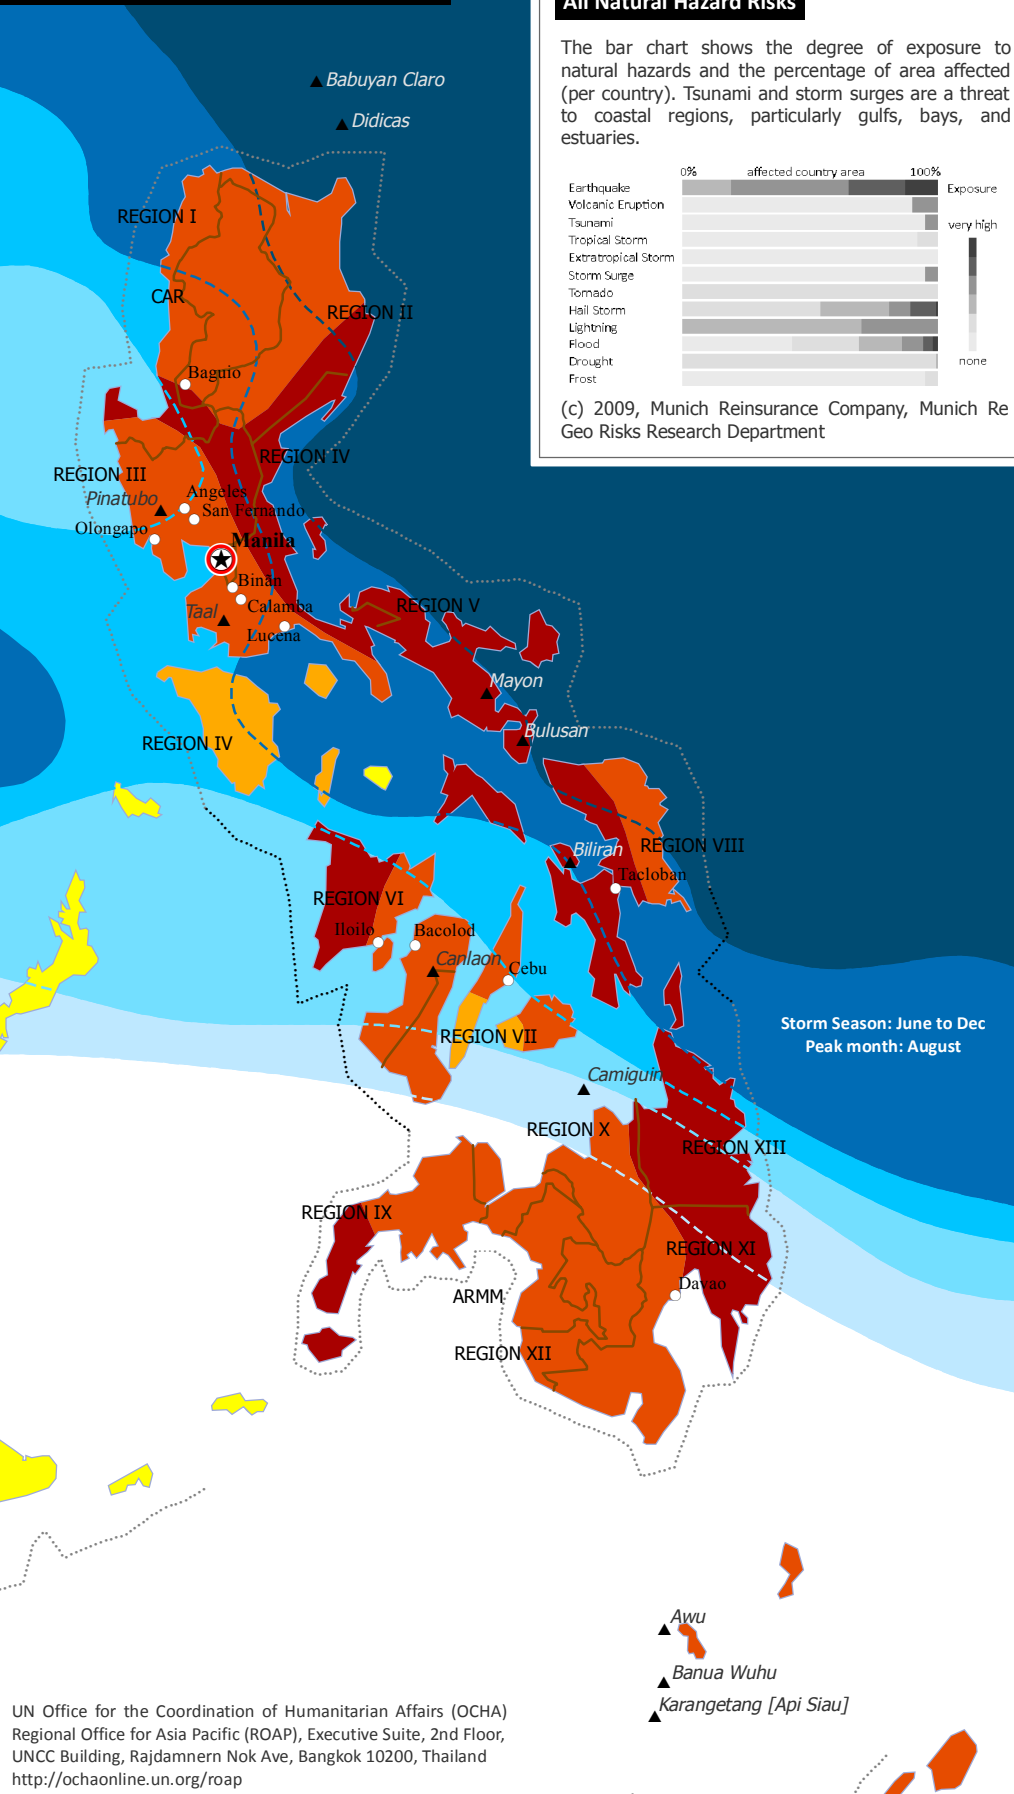 All Natural Hazard Risks
The bar chart shows the degree of exposure to
natural hazards and the percentage of area affected
(per country). Tsunami and storm surges are a threat
to coastal regions, particularly gulfs, bays, and
estuaries.
0% affected country area 100%
Earthquake
Volcanic Eruption
Tsunami
Tropical Storm
Extratropical Storm
Storm Surge
Tornado
Hail Storm
Lightning
Flood
Drought
Frost
Exposure
very high
none
(c) 2009, Munich Reinsurance Company, Munich Re
Geo Risks Research Department
Babuyan Claro
Didicas
REGION I
CAR
REGION II
Baguio
REGION IV
REGION III
Angeles
Pinatubo
San Fernando
Olongapo
Manila
Binan
Calamba
Taal
Lucena
REGION V
Mayon
Bulusan
REGION IV
Biliran
REGION VIII
Tacloban
REGION VI
Iloilo
Bacolod
Canlaon
Cebu
REGION VII
Storm Season: June to Dec
Peak month: August
Camiguin
REGION X
REGION XIII
REGION IX
REGION XI
Davao
ARMM
REGION XII
Awu
Banua Wuhu
Karangetang [Api Siau]
UN Office for the Coordination of Humanitarian Affairs (OCHA)
Regional Office for Asia Pacific (ROAP), Executive Suite, 2nd Floor,
UNCC Building, Rajdamnern Nok Ave, Bangkok 10200, Thailand
http://ochaonline.un.org/roap